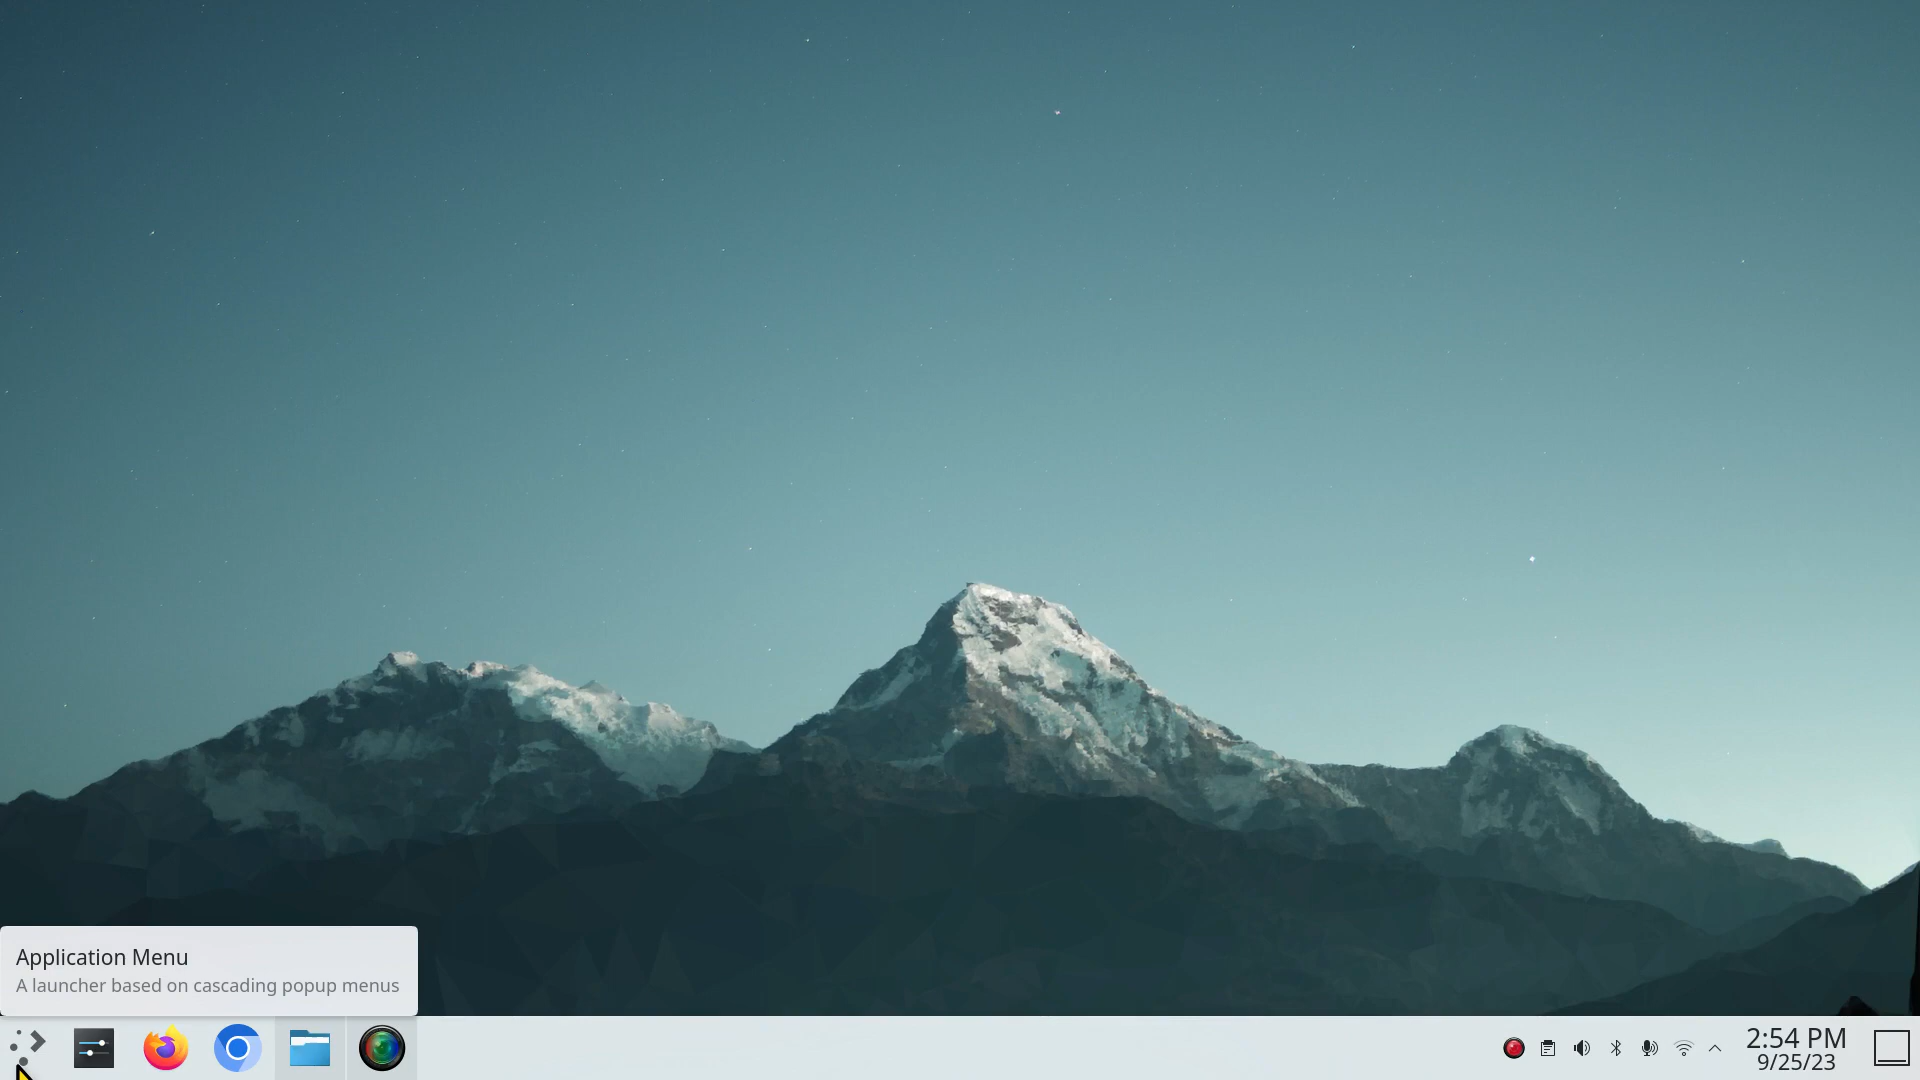 Application Menu
A launcher based on cascading popup menus
2:54 PM
9/25/23